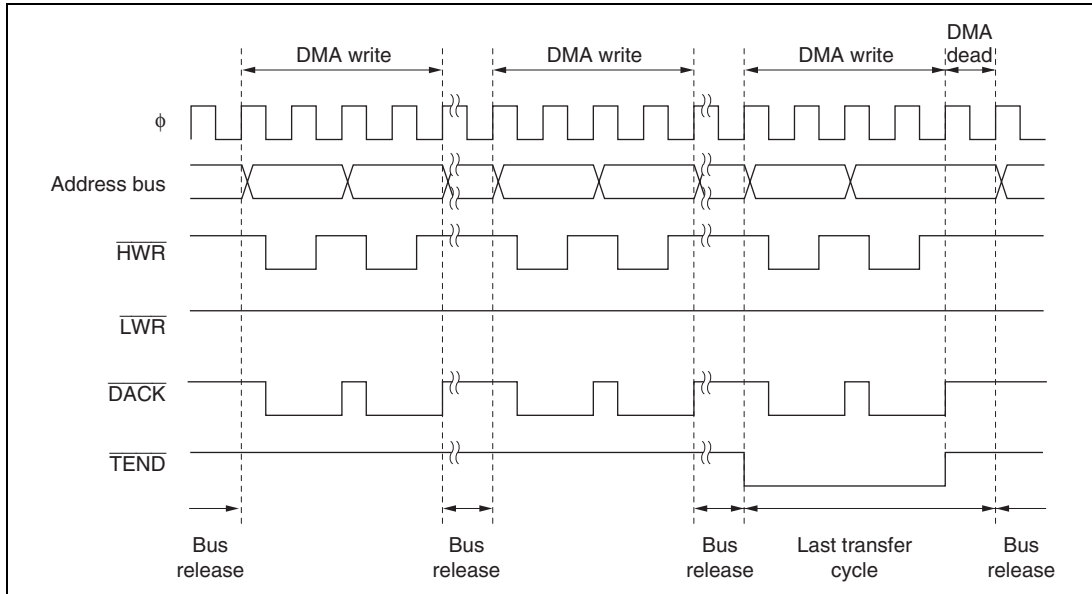 DMA write
DMA write
DMA write
DMA
dead
φ
Address bus
HWR
LWR
DACK
TEND
Bus
release
Bus
release
Bus
release
Last transfer
cycle
Bus
release